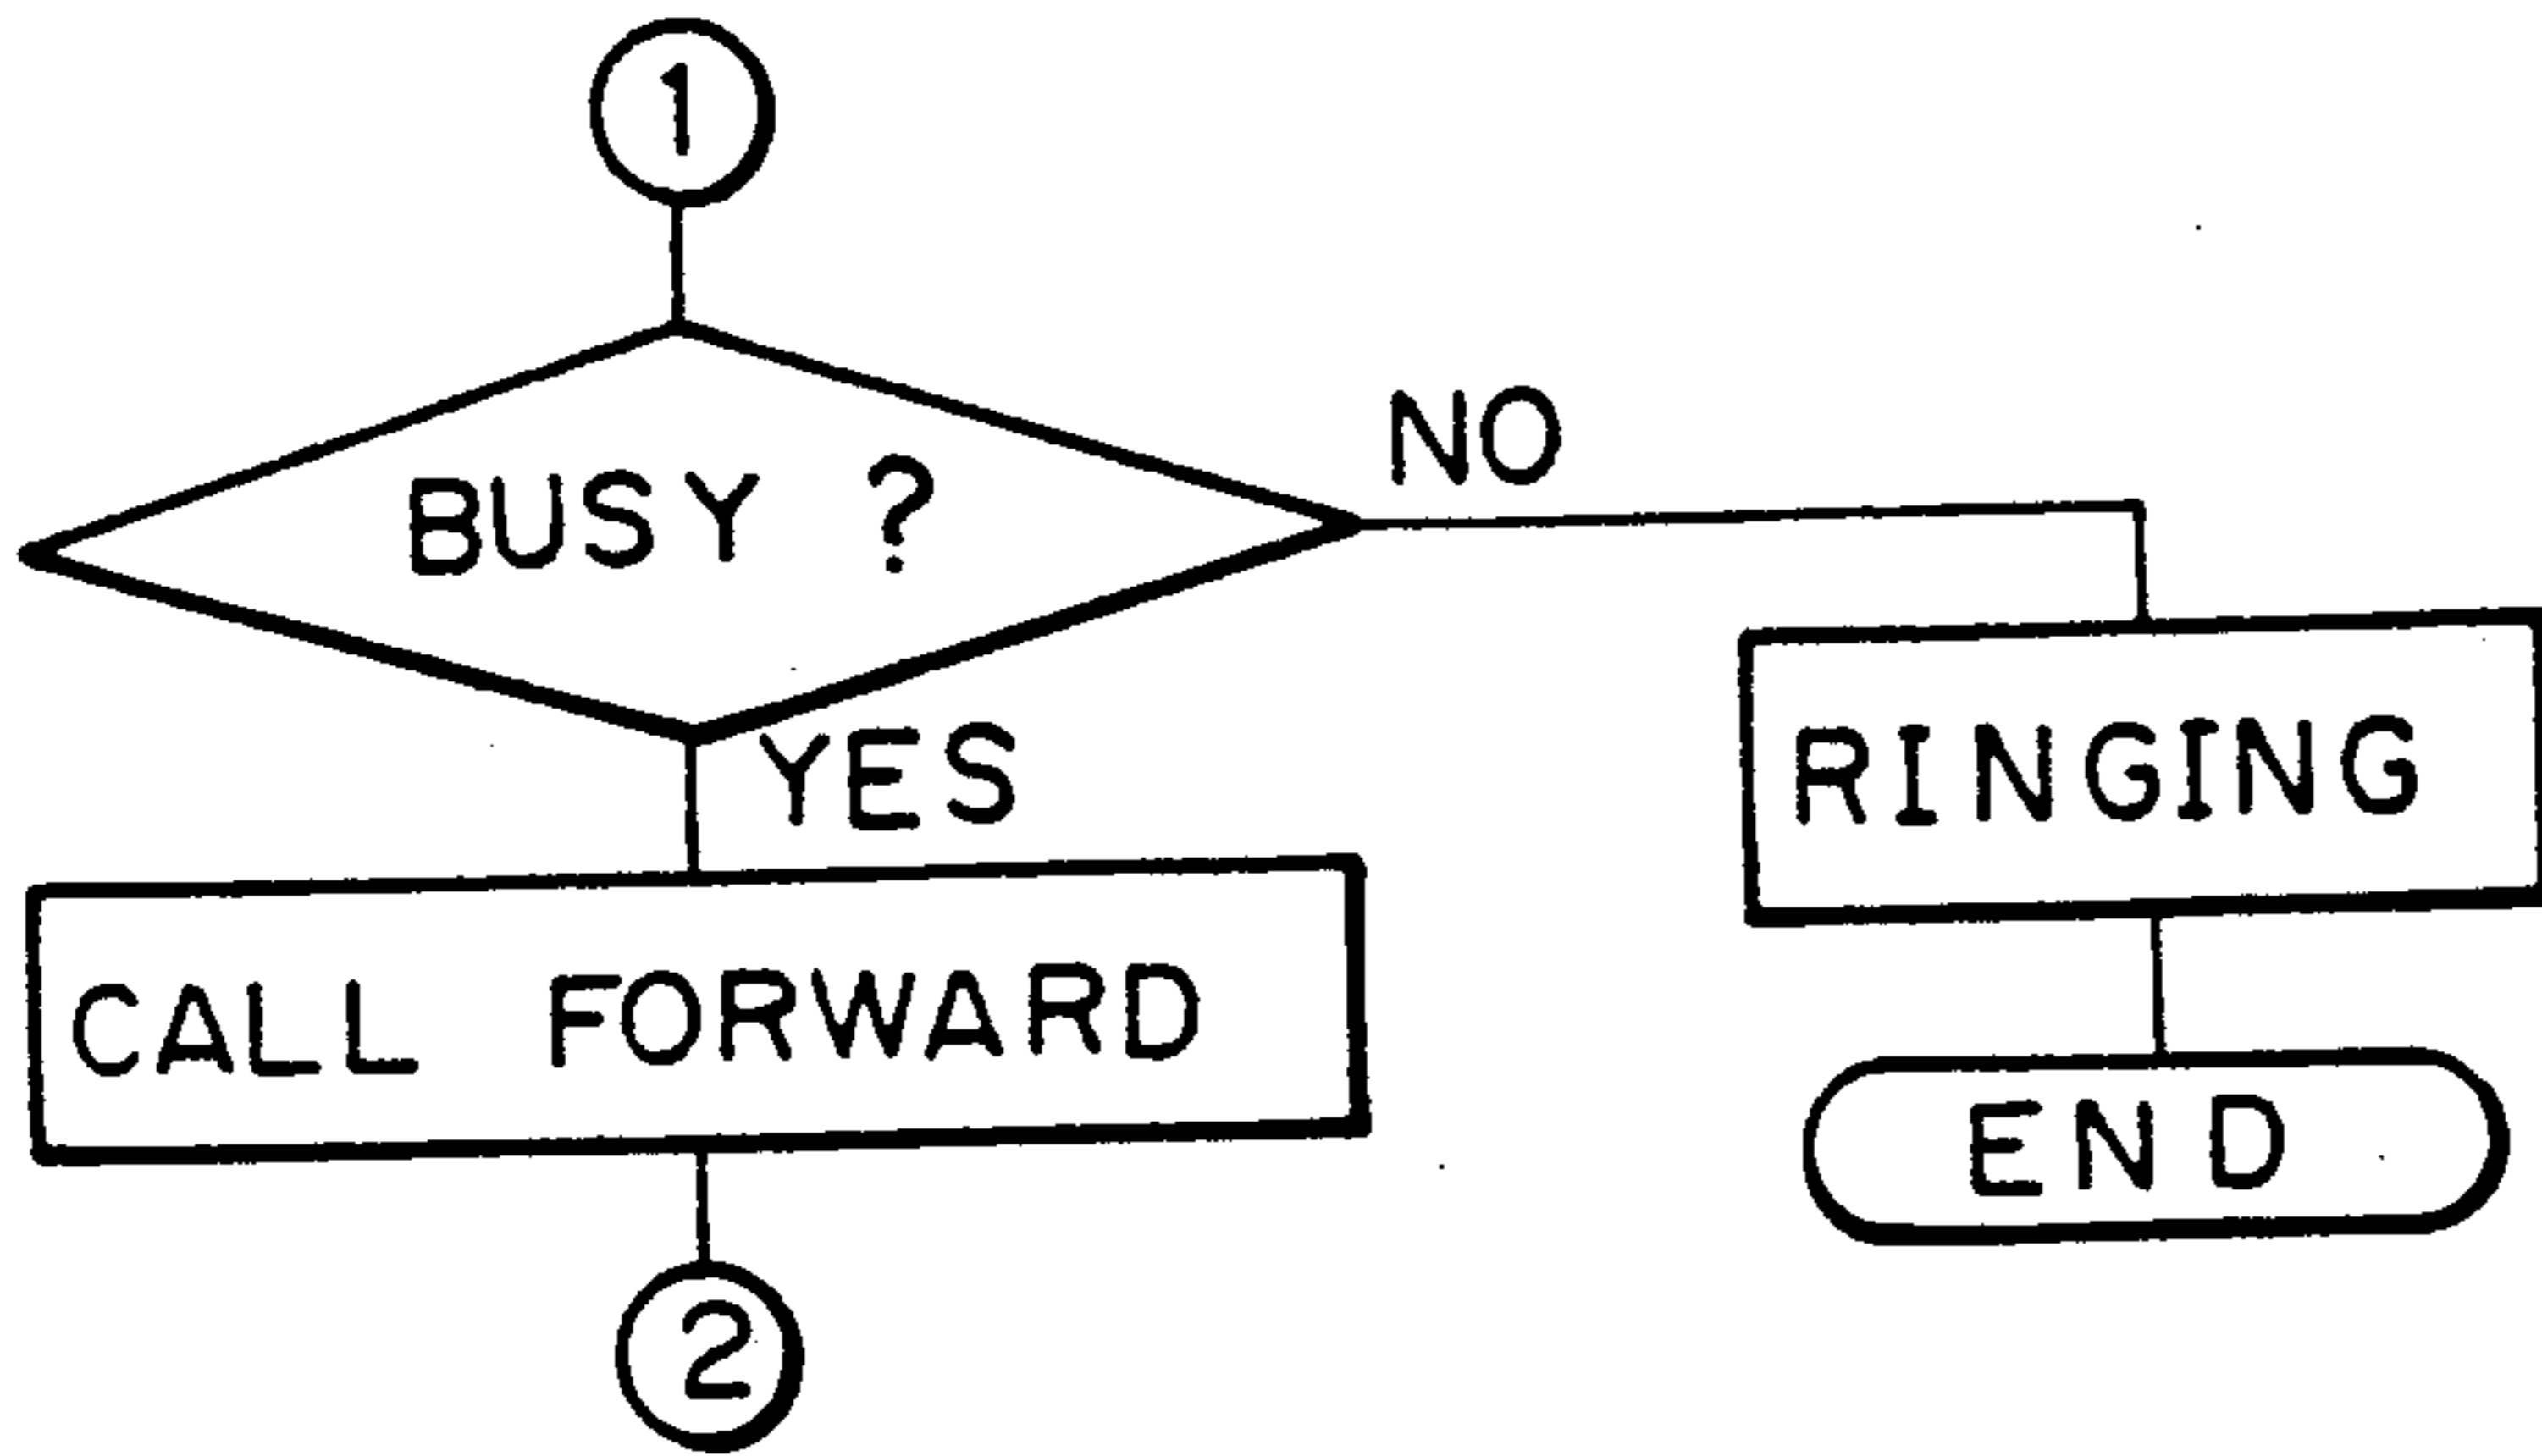 1
BUSY ?
NO
YES
RINGING
CALL FORWARD
END
2